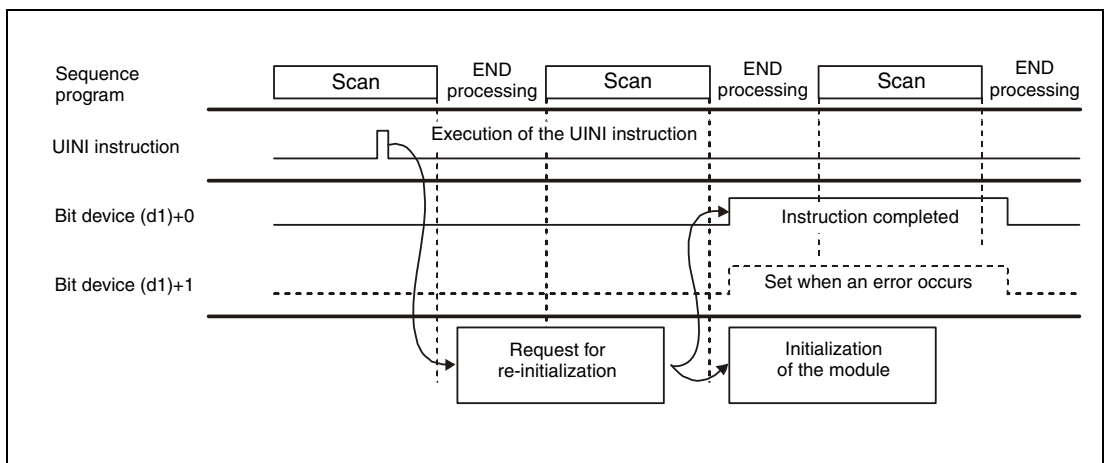 Sequence
program
Scan
END
processing
Scan
END
processing
Scan
END
processing
UINI instruction
Execution of the UINI instruction
Bit device (d1)+0
Instruction completed
Bit device (d1)+1
Set when an error occurs
Request for
re-initialization
Initialization
of the module